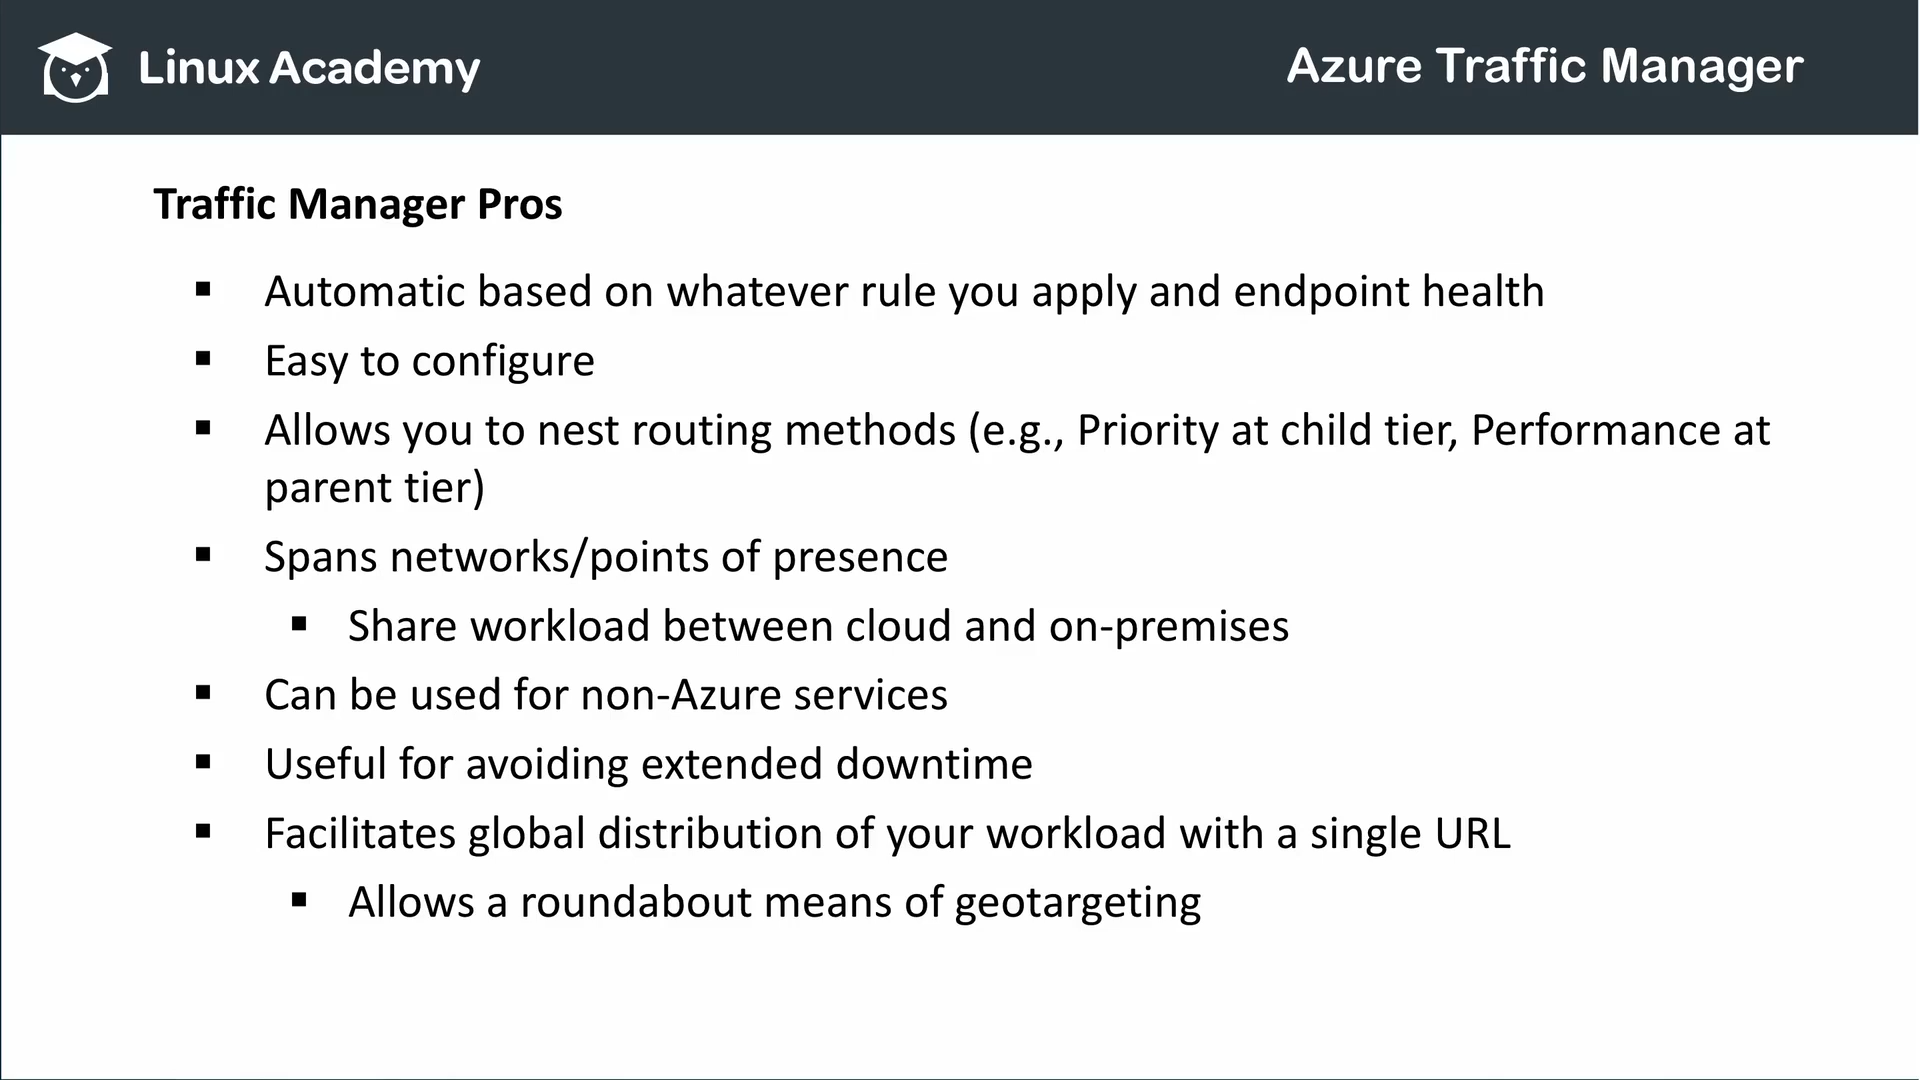 Linux Academy
Azure Traffic Manager
Traffic Manager Pros
▪ Automatic based on whatever rule you apply and endpoint health
▪ Easy to configure
▪ Allows you to nest routing methods (e.g., Priority at child tier, Performance at
parent tier)
▪ Spans networks/points of presence
▪ Share workload between cloud and on-premises
▪ Can be used for non-Azure services
▪ Useful for avoiding extended downtime
▪ Facilitates global distribution of your workload with a single URL
▪ Allows a roundabout means of geotargeting